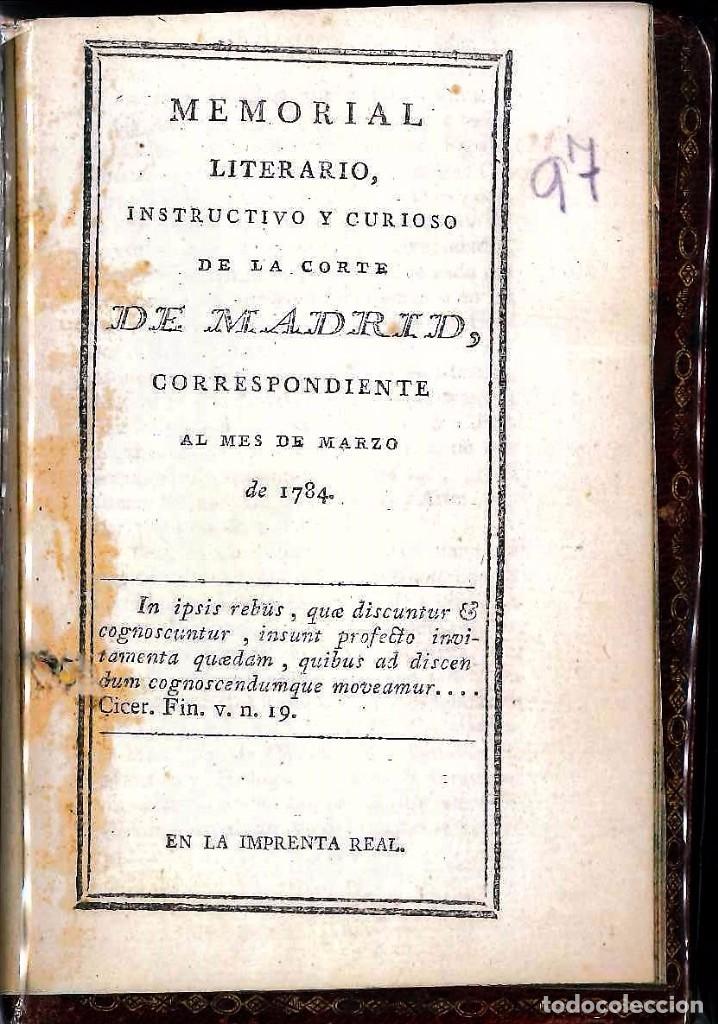 MEMORIAL
LITERARIO,
INSTRUCTIVO Y CURIOSO
DE LA CORTE
DE MADRID,
CORRESPONDIENTE
AL MES DE MARZO
de 1784.
97
In ipsis rebus, quæ discuntur &
cognoscuntur, insunt profecto invi-
tamenta quædam, quibus ad discen
dum cognoscendumque moveamur....
Cicer. Fin. v. n. 19.
EN LA IMPRENTA REAL.
todocoleccion